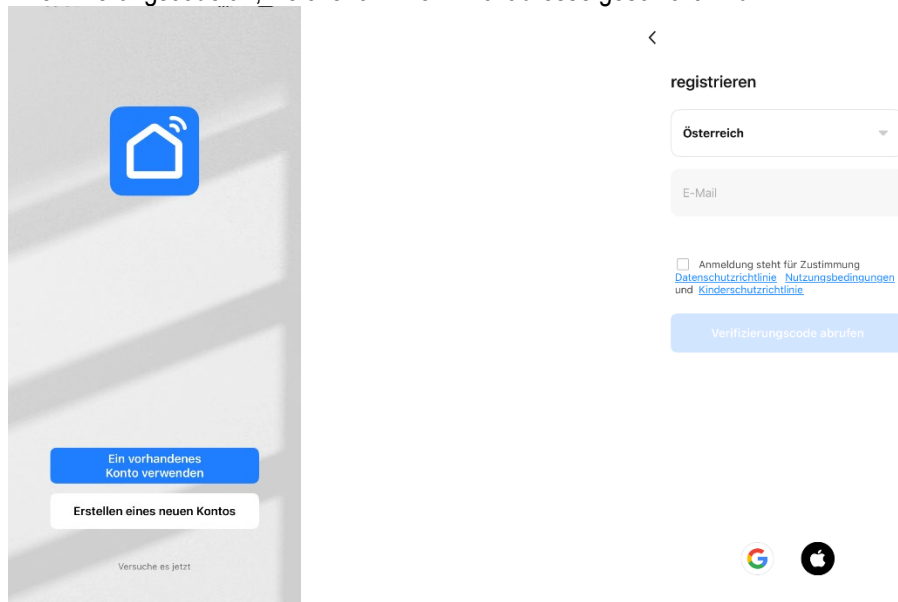 Ein vorhandenes
Konto verwenden
Erstellen eines neuen Kontos
Versuche es jetzt
registrieren
Österreich
E-Mail
Anmeldung steht für Zustimmung
Datenschutzrichtlinie Nutzungsbedingungen
und Kinderschutzrichtlinie
Verifizierungscode abrufen